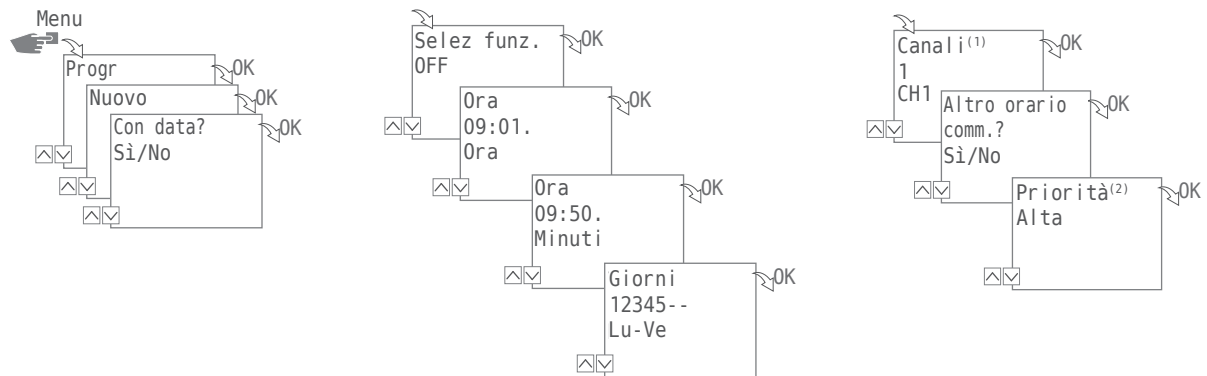 Menu
Progr
OK
Nuovo
OK
Con data?
OK
Sì/No
Selez funz.
OK
OFF
Ora
OK
09:01.
Ora
Ora
OK
09:50.
Minuti
Giorni
OK
12345--
Lu-Ve
Canali(1)
OK
1
CH1
Altro orario
OK
comm.?
Sì/No
Priorità(2)
OK
Alta